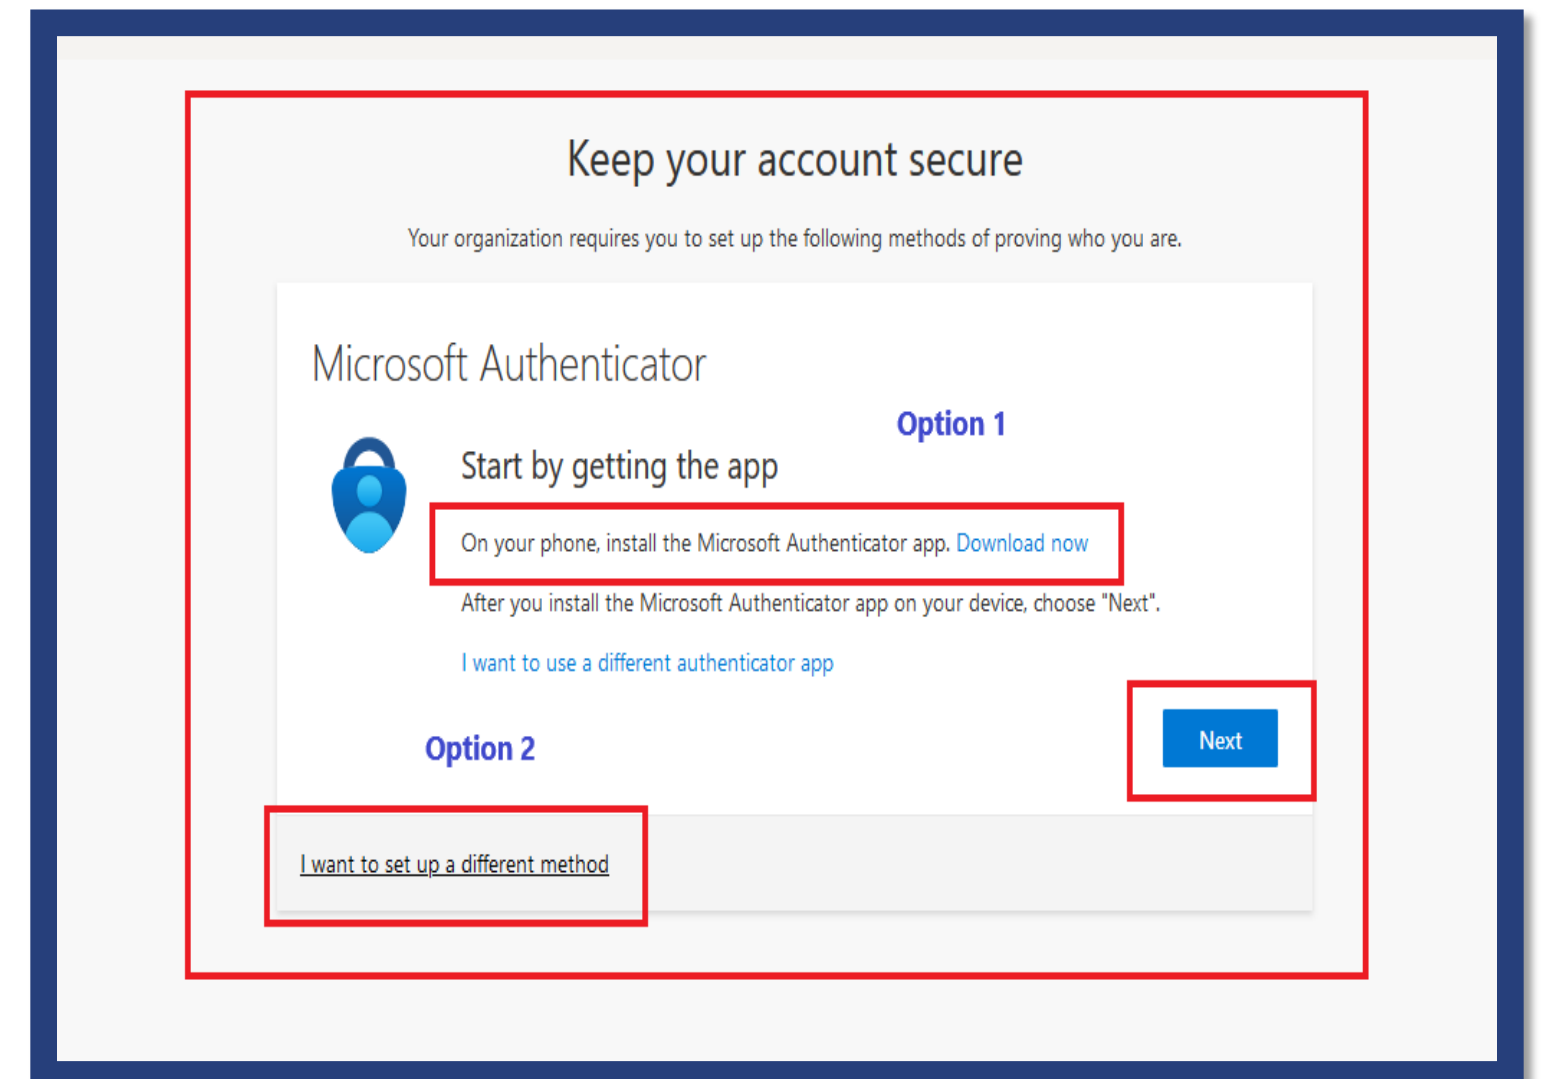 Keep your account secure
Your organization requires you to set up the following methods of proving who you are.
Microsoft Authenticator
Option 1
Start by getting the app
On your phone, install the Microsoft Authenticator app. Download now
After you install the Microsoft Authenticator app on your device, choose "Next".
I want to use a different authenticator app
Option 2
Next
I want to set up a different method